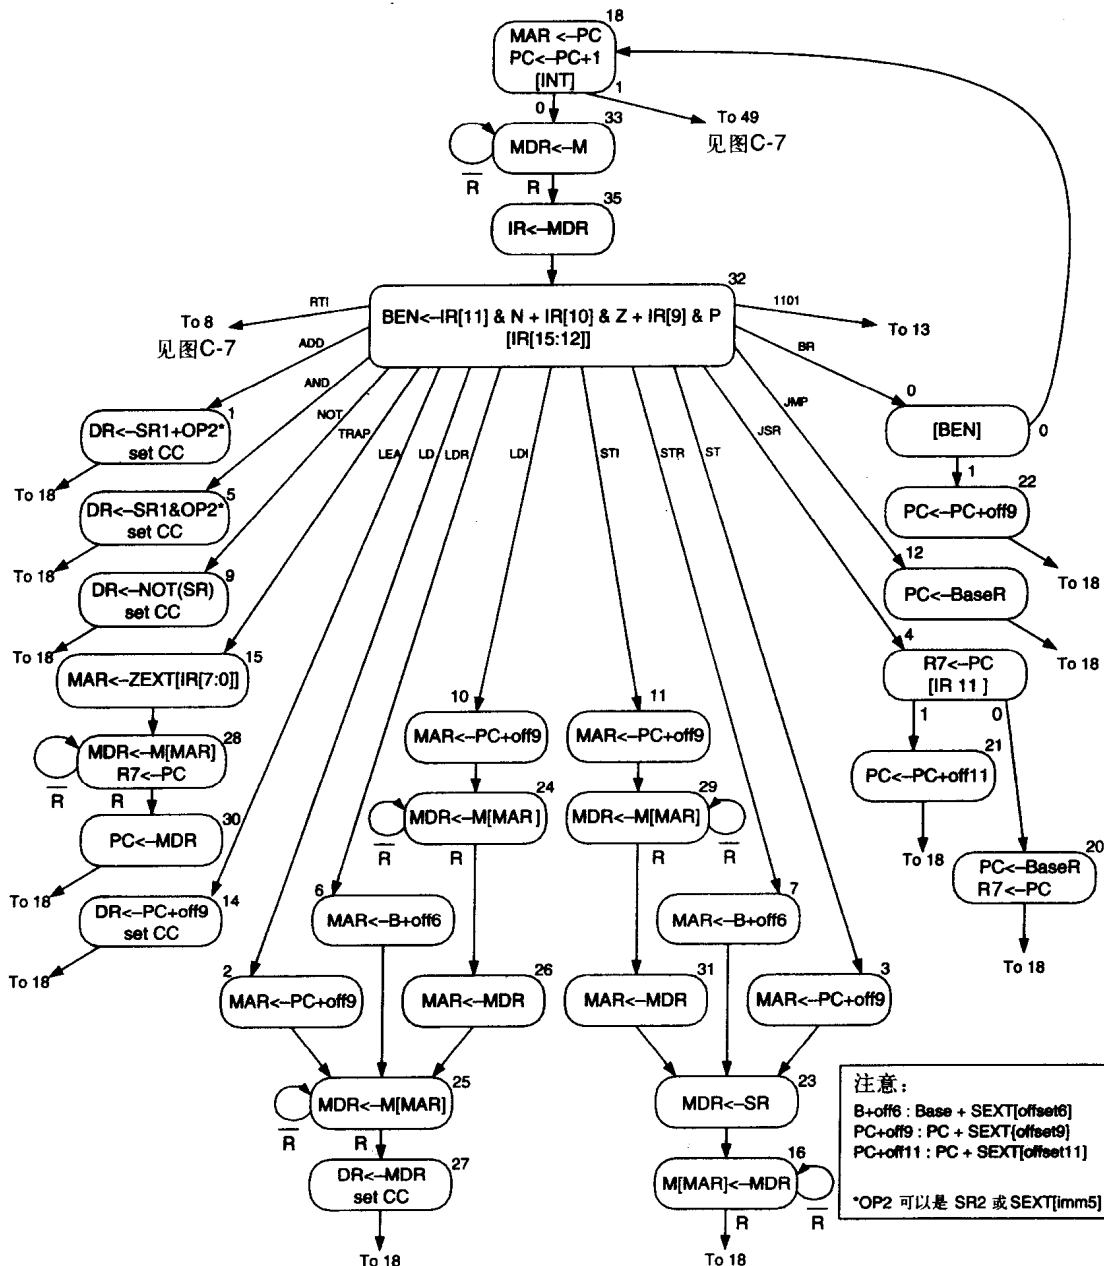 18
MAR <–PC
PC<–PC+1
[INT]
0
1
To 49
见图C-7
33
MDR<–M
R̅
R
35
IR<–MDR
32
BEN<–IR[11] & N + IR[10} & Z + IR[9] & P
[IR[15:12]]
RTI
To 8
见图C-7
1101
To 13
ADD
AND
NOT
TRAP
LEA
LD
LDR
LDI
STI
STR
ST
JSR
JMP
BR
1
DR<–SR1+OP2*
set CC
To 18
5
DR<–SR1&OP2*
set CC
To 18
9
DR<–NOT(SR)
set CC
To 18
15
MAR<–ZEXT[IR[7:0]]
28
MDR<–M[MAR]
R7<–PC
R̅
R
30
PC<–MDR
To 18
14
DR<–PC+off9
set CC
To 18
2
MAR<–PC+off9
6
MAR<–B+off6
10
MAR<–PC+off9
24
MDR<–M[MAR]
R̅
R
26
MAR<–MDR
25
MDR<–M[MAR]
R̅
R
27
DR<–MDR
set CC
To 18
11
MAR<–PC+off9
29
MDR<–M[MAR]
R
R̅
31
MAR<–MDR
7
MAR<–B+off6
3
MAR<–PC+off9
23
MDR<–SR
16
M[MAR]<–MDR
R
R̅
To 18
0
[BEN]
0
1
22
PC<–PC+off9
To 18
12
PC<–BaseR
To 18
4
R7<–PC
[IR 11 ]
1
0
21
PC<–PC+off11
To 18
20
PC<–BaseR
R7<–PC
To 18
注意：
B+off6 : Base + SEXT[offset6]
PC+off9 : PC + SEXT{offset9]
PC+off11 : PC + SEXT[offset11]
*OP2 可以是 SR2 或SEXT[imm5]